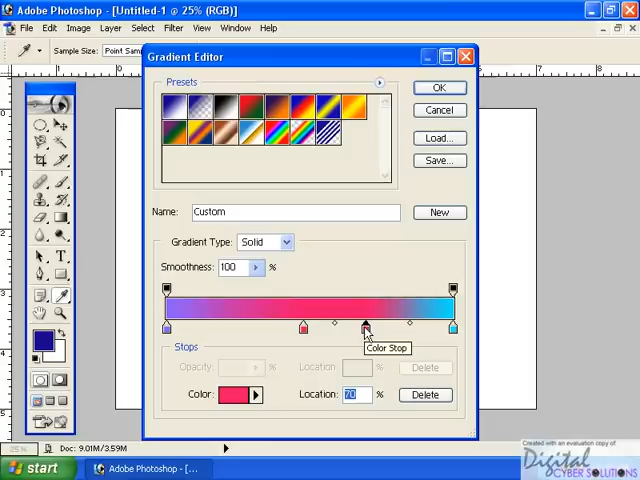 Adobe Photoshop - [Untitled-1 @ 25% (RGB)]
File Edit Image Layer Select Filter View Window Help
Sample Size: Point Sam
Gradient Editor
Presets
OK
Cancel
Load...
Save...
Name: Custom
New
Gradient Type: Solid
Smoothness: 100 %
Color Stop
Stops
Opacity: % Location: % Delete
Color: Location: 70 % Delete
25% Doc: 9.01M/3.59M
start Adobe Photoshop - [...
Created with an evaluation copy of
Digital
CYBER SOLUTIONS